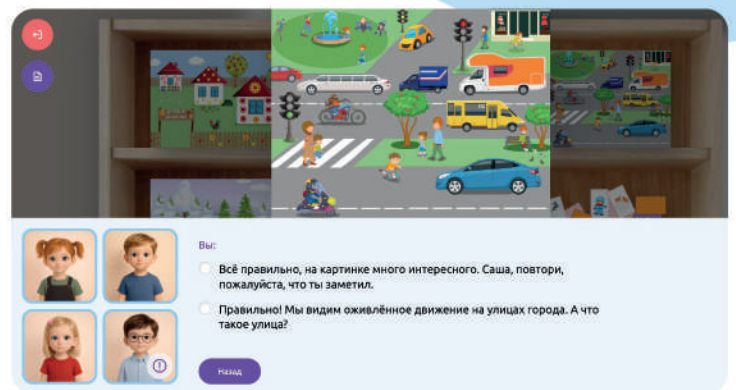 Вы:
Всё правильно, на картинке много интересного. Саша, повтори,
пожалуйста, что ты заметил.
Правильно! Мы видим оживлённое движение на улицах города. А что
такое улица?
Назад